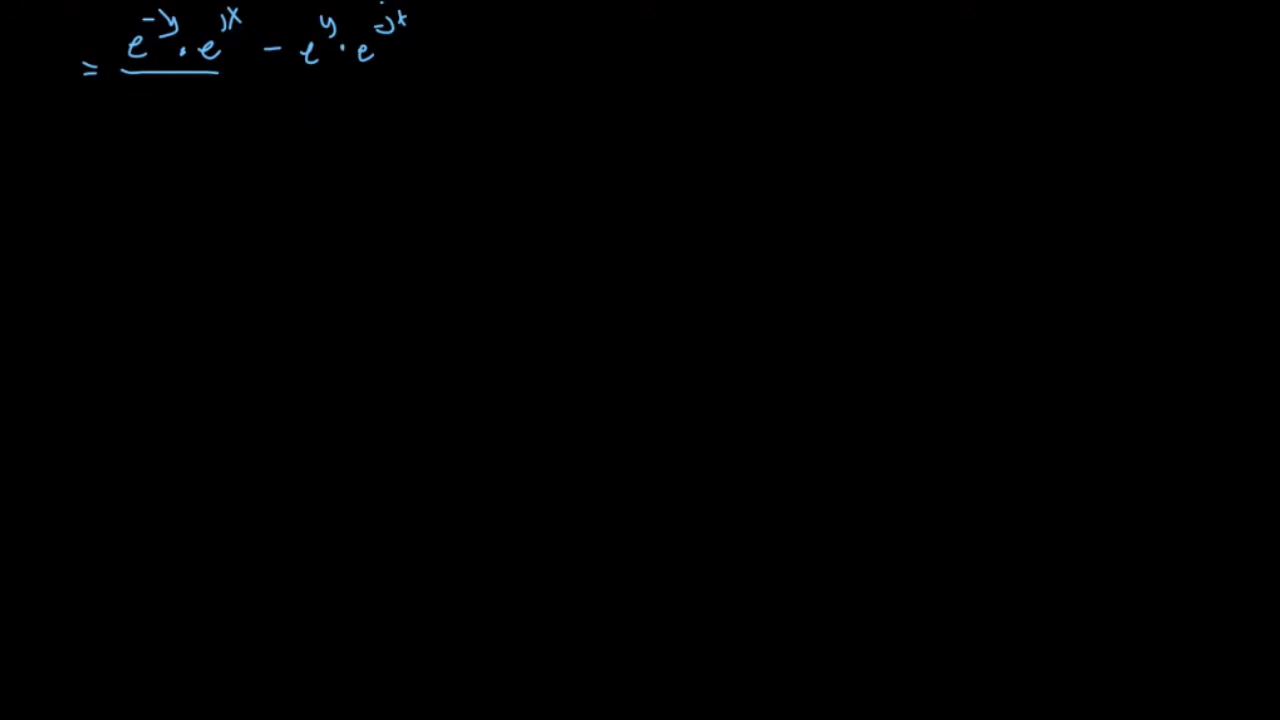 = e^{-y} · e^{jx} - e^{y} · e^{-jx}